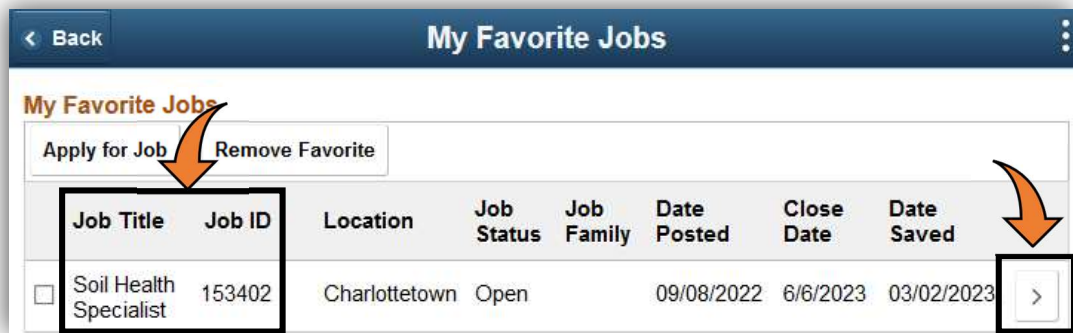 Back My Favorite Jobs
My Favorite Jobs
Apply for Job Remove Favorite
Job Title Job ID Location Job Status Job Family Date Posted Close Date Date Saved
Soil Health Specialist 153402 Charlottetown Open 09/08/2022 6/6/2023 03/02/2023